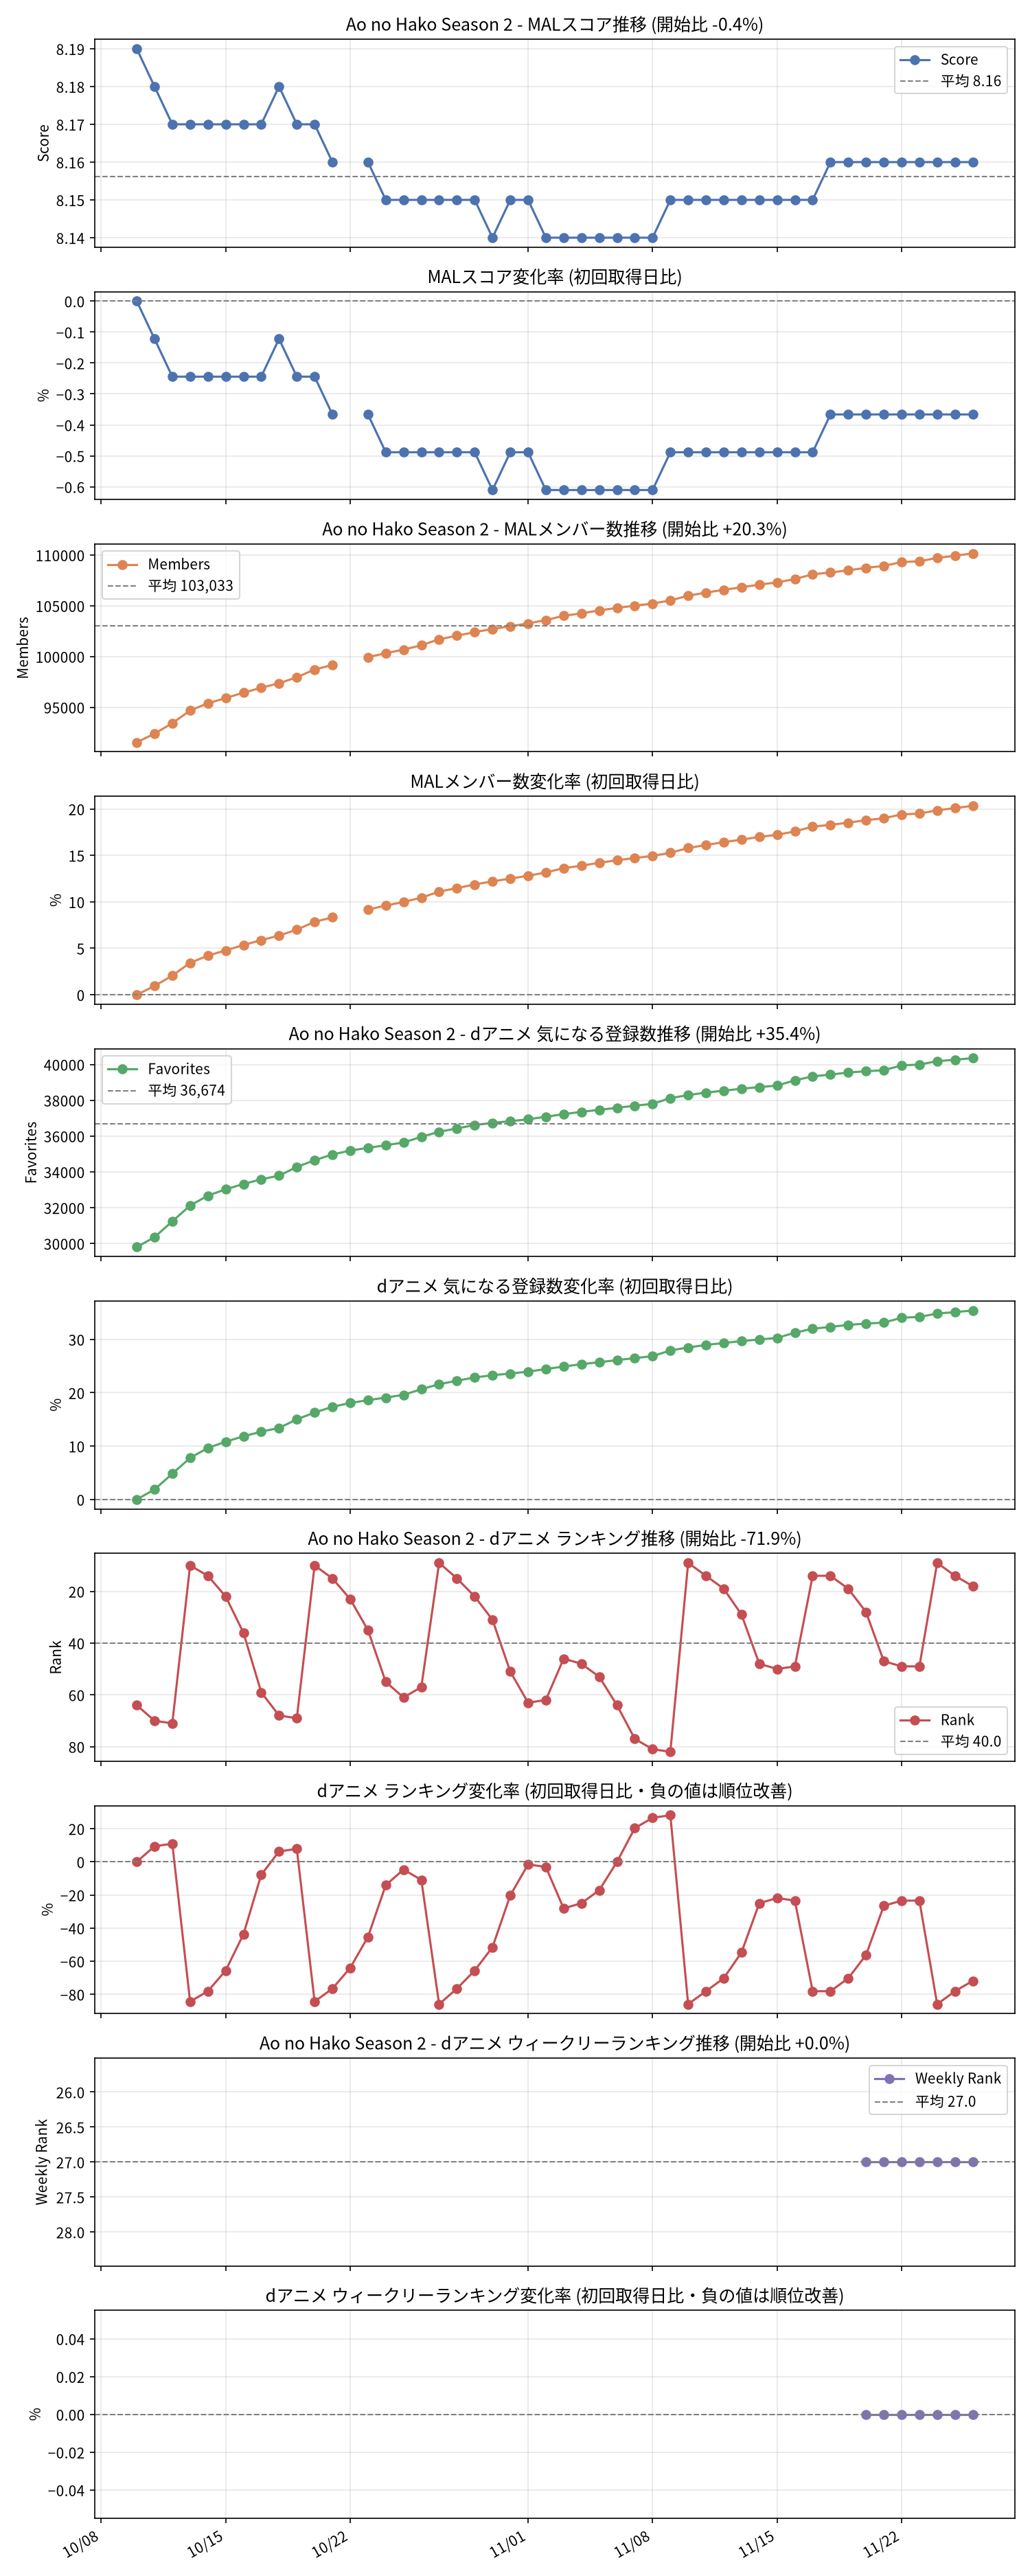 Ao no Hako Season 2 - MALスコア推移 (開始比 -0.4%)
8.19
8.18
8.17
8.16
8.15
8.14
Score
Score
平均 8.16
MALスコア変化率 (初回取得日比)
0.0
−0.1
−0.2
−0.3
−0.4
−0.5
−0.6
%
Ao no Hako Season 2 - MALメンバー数推移 (開始比 +20.3%)
110000
105000
100000
95000
Members
Members
平均 103,033
MALメンバー数変化率 (初回取得日比)
20
15
10
5
0
%
Ao no Hako Season 2 - dアニメ 気になる登録数推移 (開始比 +35.4%)
40000
38000
36000
34000
32000
30000
Favorites
Favorites
平均 36,674
dアニメ 気になる登録数変化率 (初回取得日比)
30
20
10
0
%
Ao no Hako Season 2 - dアニメ ランキング推移 (開始比 -71.9%)
20
40
60
80
Rank
Rank
平均 40.0
dアニメ ランキング変化率 (初回取得日比・負の値は順位改善)
20
0
−20
−40
−60
−80
%
Ao no Hako Season 2 - dアニメ ウィークリーランキング推移 (開始比 +0.0%)
26.0
26.5
27.0
27.5
28.0
Weekly Rank
Weekly Rank
平均 27.0
dアニメ ウィークリーランキング変化率 (初回取得日比・負の値は順位改善)
0.04
0.02
0.00
−0.02
−0.04
%
10/08
10/15
10/22
11/01
11/08
11/15
11/22